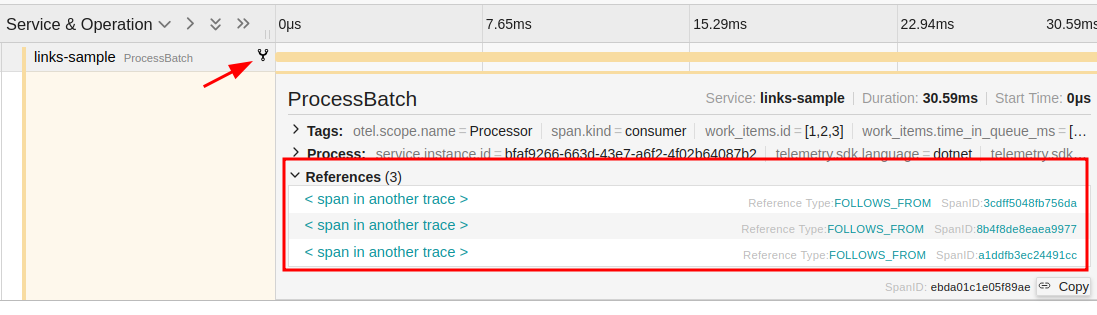 Service & Operation 0μs 7.65ms 15.29ms 22.94ms 30.59ms
links-sample ProcessBatch
ProcessBatch Service: links-sample Duration: 30.59ms Start Time: 0μs
Tags: otel.scope.name = Processor span.kind = consumer work_items.id = [1,2,3] work_items.time_in_queue_ms = […
Process: service.instance.id = bfaf9266-663d-43e7-a6f2-4f02b64087b2 telemetry.sdk.language = dotnet telemetry.sdk…
References (3)
< span in another trace > Reference Type:FOLLOWS_FROM SpanID:3cdff5048fb756da
< span in another trace > Reference Type:FOLLOWS_FROM SpanID:8b4f8de8eaea9977
< span in another trace > Reference Type:FOLLOWS_FROM SpanID:a1ddfb3ec24491cc
SpanID: ebda01c1e05f89ae Copy